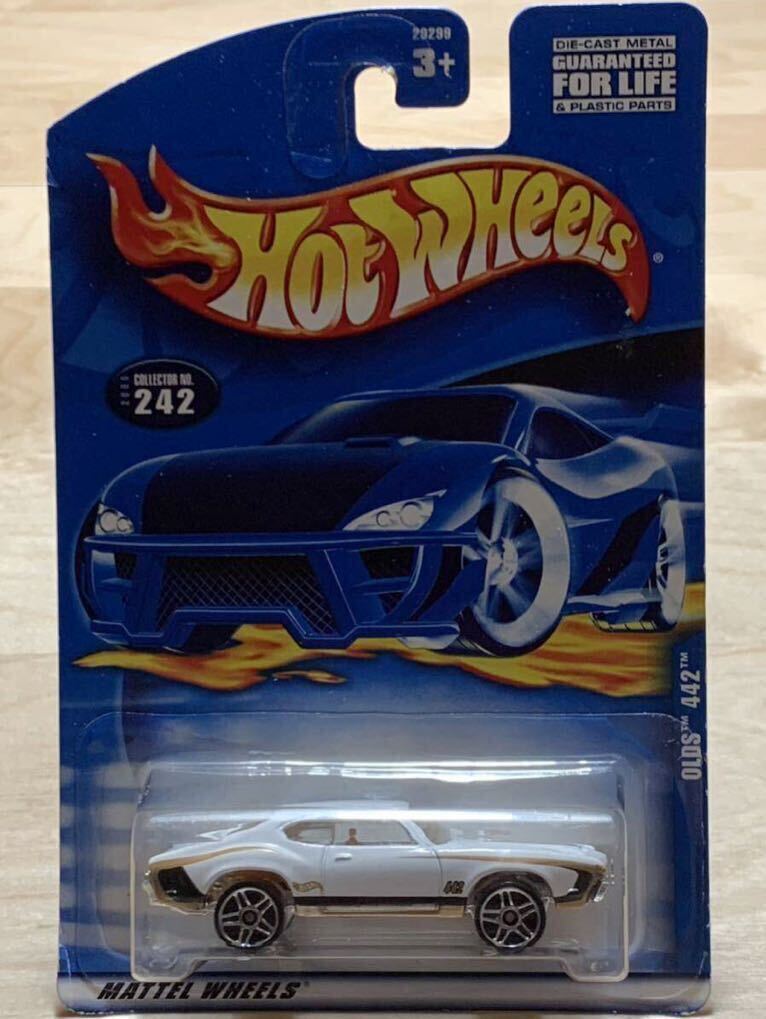 29299
3+
DIE-CAST METAL
GUARANTEED
FOR LIFE
& PLASTIC PARTS
HOT WHEELS®
2000
COLLECTOR NO.
242
OLDS™ 442™
442
MATTEL WHEELS®